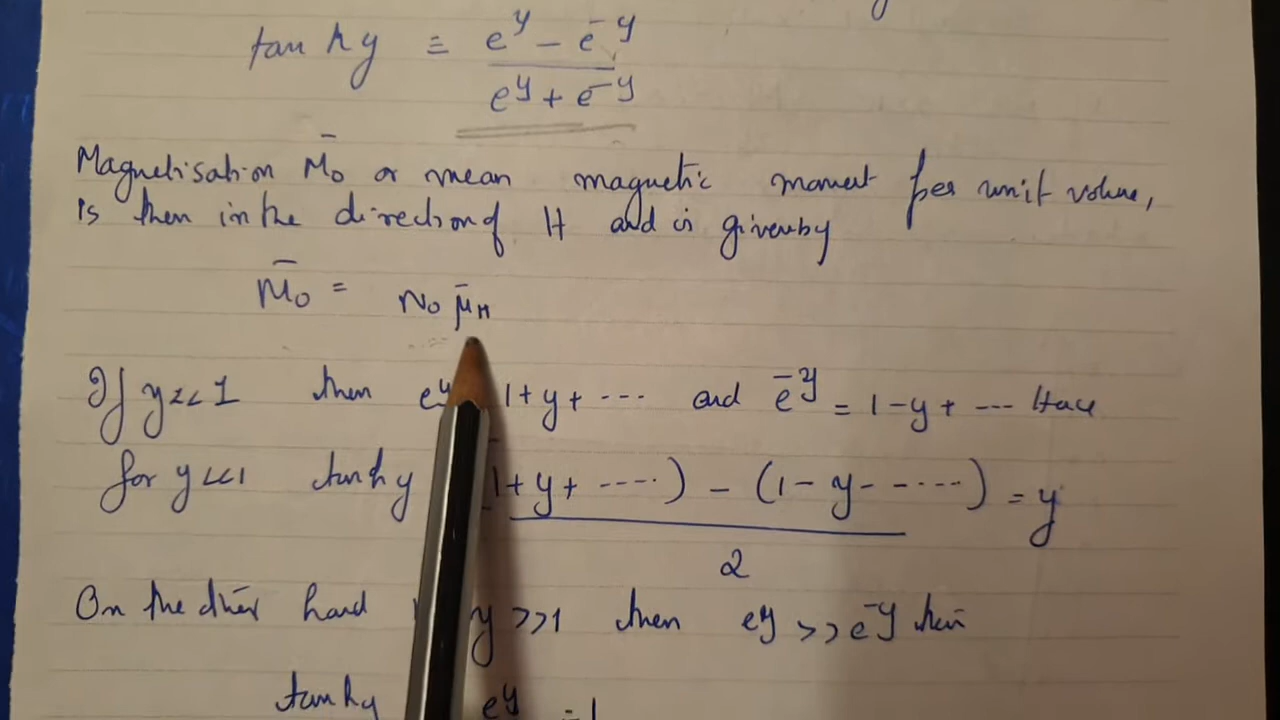 tanh y ≡ e^y - e^-y / e^y + e^-y
Magnetisation M̄o or mean magnetic moment per unit volume,
is then in the direction of H and is given by
M̄o = No μ̄H
If y << 1 then e^y 1 + y + --- and e^-y = 1 - y + --- Hence
for y << 1 tanh y 1 + y + ----) - (1 - y - -----) / 2 = y
On the other hand y >> 1 then e^y >> e^-y then
tanh y e^y